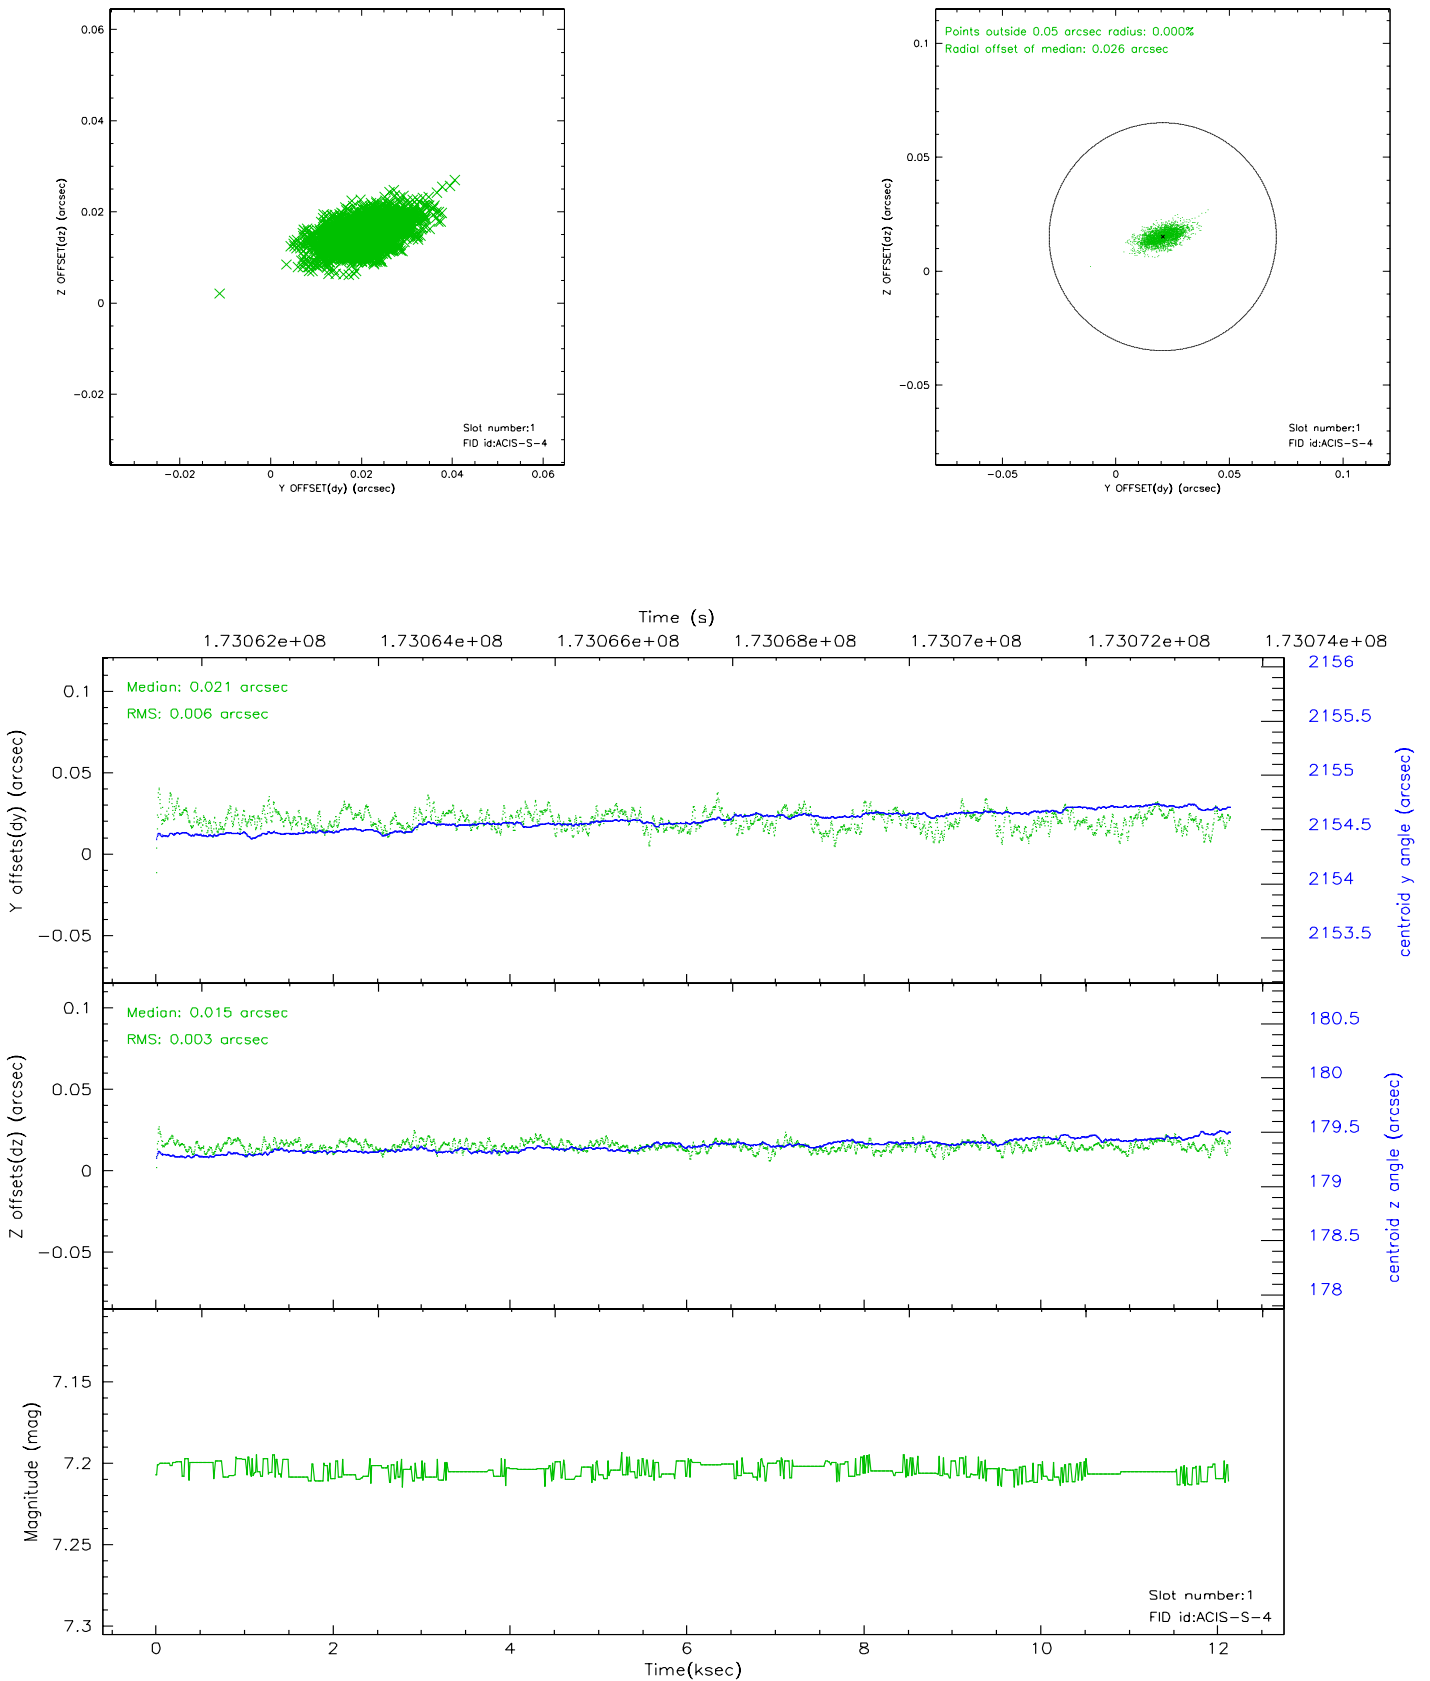 0.06
0.04
0.02
0
-0.02
Z OFFSET(dz) (arcsec)
Slot number:1
FID id:ACIS-S-4
-0.02 0 0.02 0.04 0.06
Y OFFSET(dy) (arcsec)
Points outside 0.05 arcsec radius: 0.000%
Radial offset of median: 0.026 arcsec
0.1
0.05
0
-0.05
Z OFFSET(dz) (arcsec)
Slot number:1
FID id:ACIS-S-4
-0.05 0 0.05 0.1
Y OFFSET(dy) (arcsec)
Time (s)
1.73062e+08 1.73064e+08 1.73066e+08 1.73068e+08 1.7307e+08 1.73072e+08 1.73074e+08
Median: 0.021 arcsec
RMS: 0.006 arcsec
0.1
0.05
0
-0.05
Y offsets(dy) (arcsec)
2156
2155.5
2155
2154.5
2154
2153.5
centroid y angle (arcsec)
Median: 0.015 arcsec
RMS: 0.003 arcsec
0.1
0.05
0
-0.05
Z offsets(dz) (arcsec)
180.5
180
179.5
179
178.5
178
centroid z angle (arcsec)
7.15
7.2
7.25
7.3
Magnitude (mag)
Slot number:1
FID id:ACIS-S-4
0 2 4 6 8 10 12
Time(ksec)